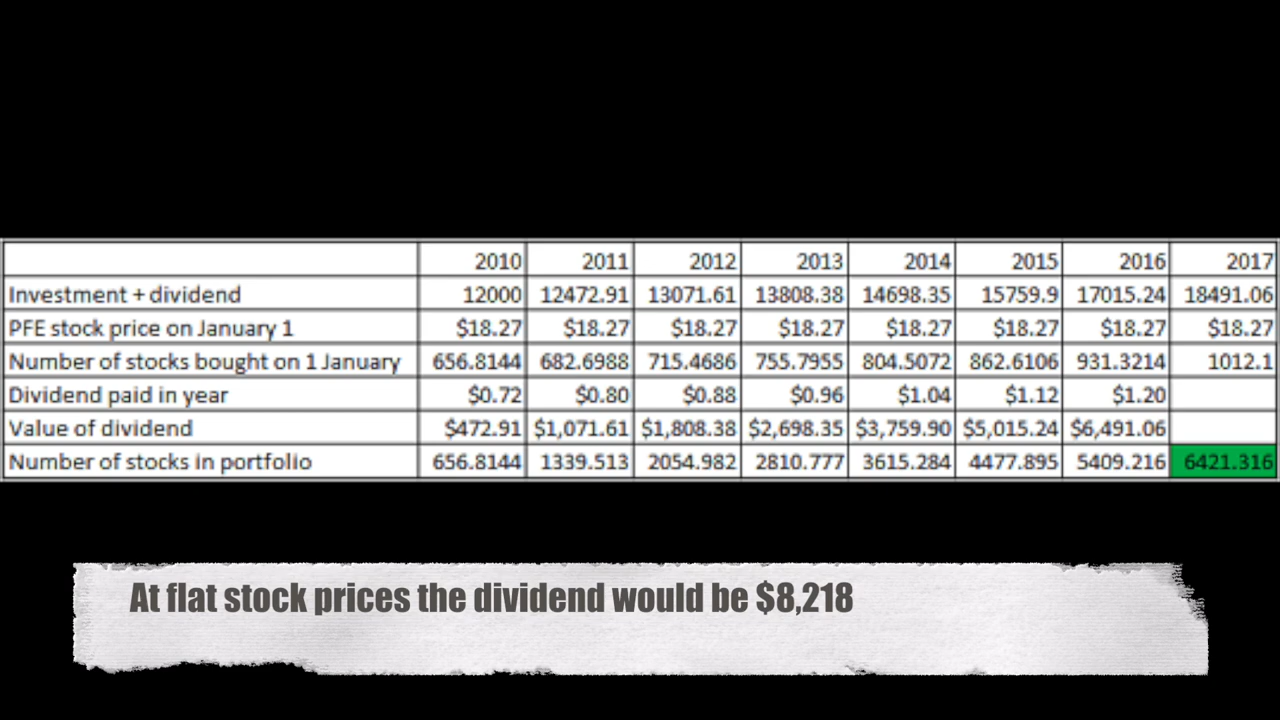 2010 2011 2012 2013 2014 2015 2016 2017
Investment + dividend 12000 12472.91 13071.61 13808.38 14698.35 15759.9 17015.24 18491.06
PFE stock price on January 1 $18.27 $18.27 $18.27 $18.27 $18.27 $18.27 $18.27 $18.27
Number of stocks bought on 1 January 656.8144 682.6988 715.4686 755.7955 804.5072 862.6106 931.3214 1012.1
Dividend paid in year $0.72 $0.80 $0.88 $0.96 $1.04 $1.12 $1.20
Value of dividend $472.91 $1,071.61 $1,808.38 $2,698.35 $3,759.90 $5,015.24 $6,491.06
Number of stocks in portfolio 656.8144 1339.513 2054.982 2810.777 3615.284 4477.895 5409.216 6421.316
At flat stock prices the dividend would be $8,218